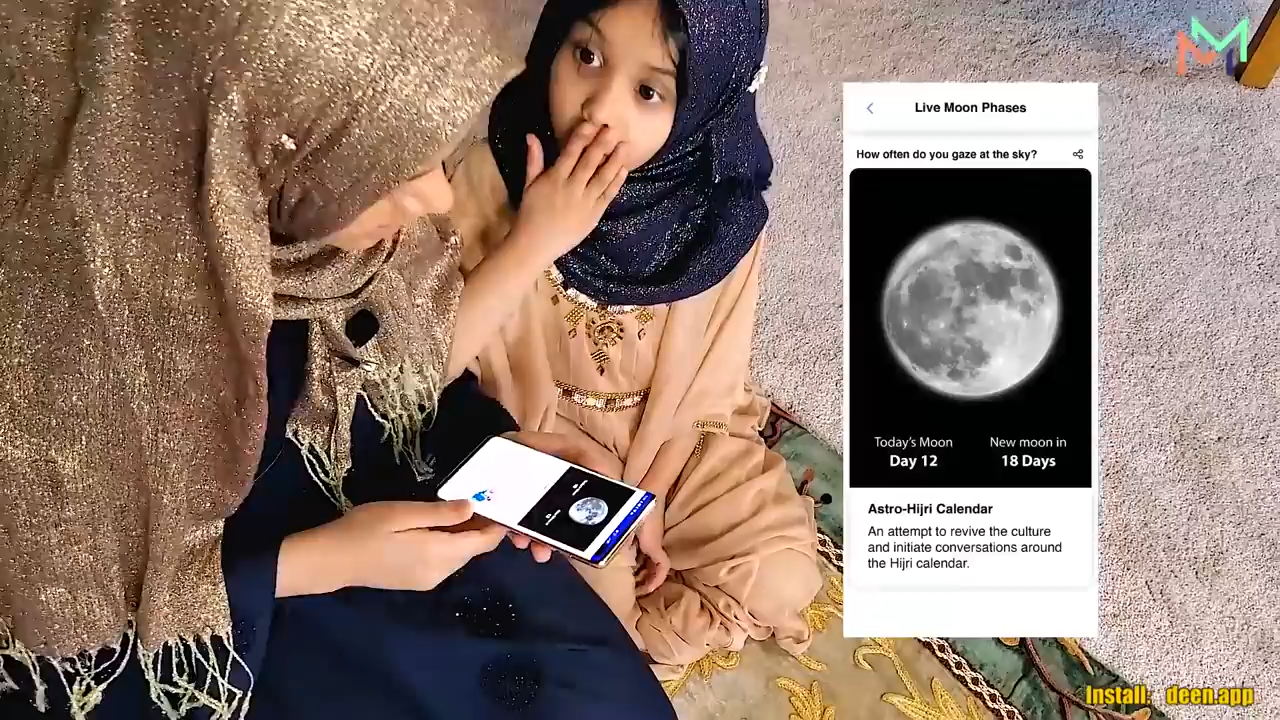 Live Moon Phases
How often do you gaze at the sky?
Today's Moon
Day 12
New moon in
18 Days
Astro-Hijri Calendar
An attempt to revive the culture
and initiate conversations around
the Hijri calendar.
Install: deen.app